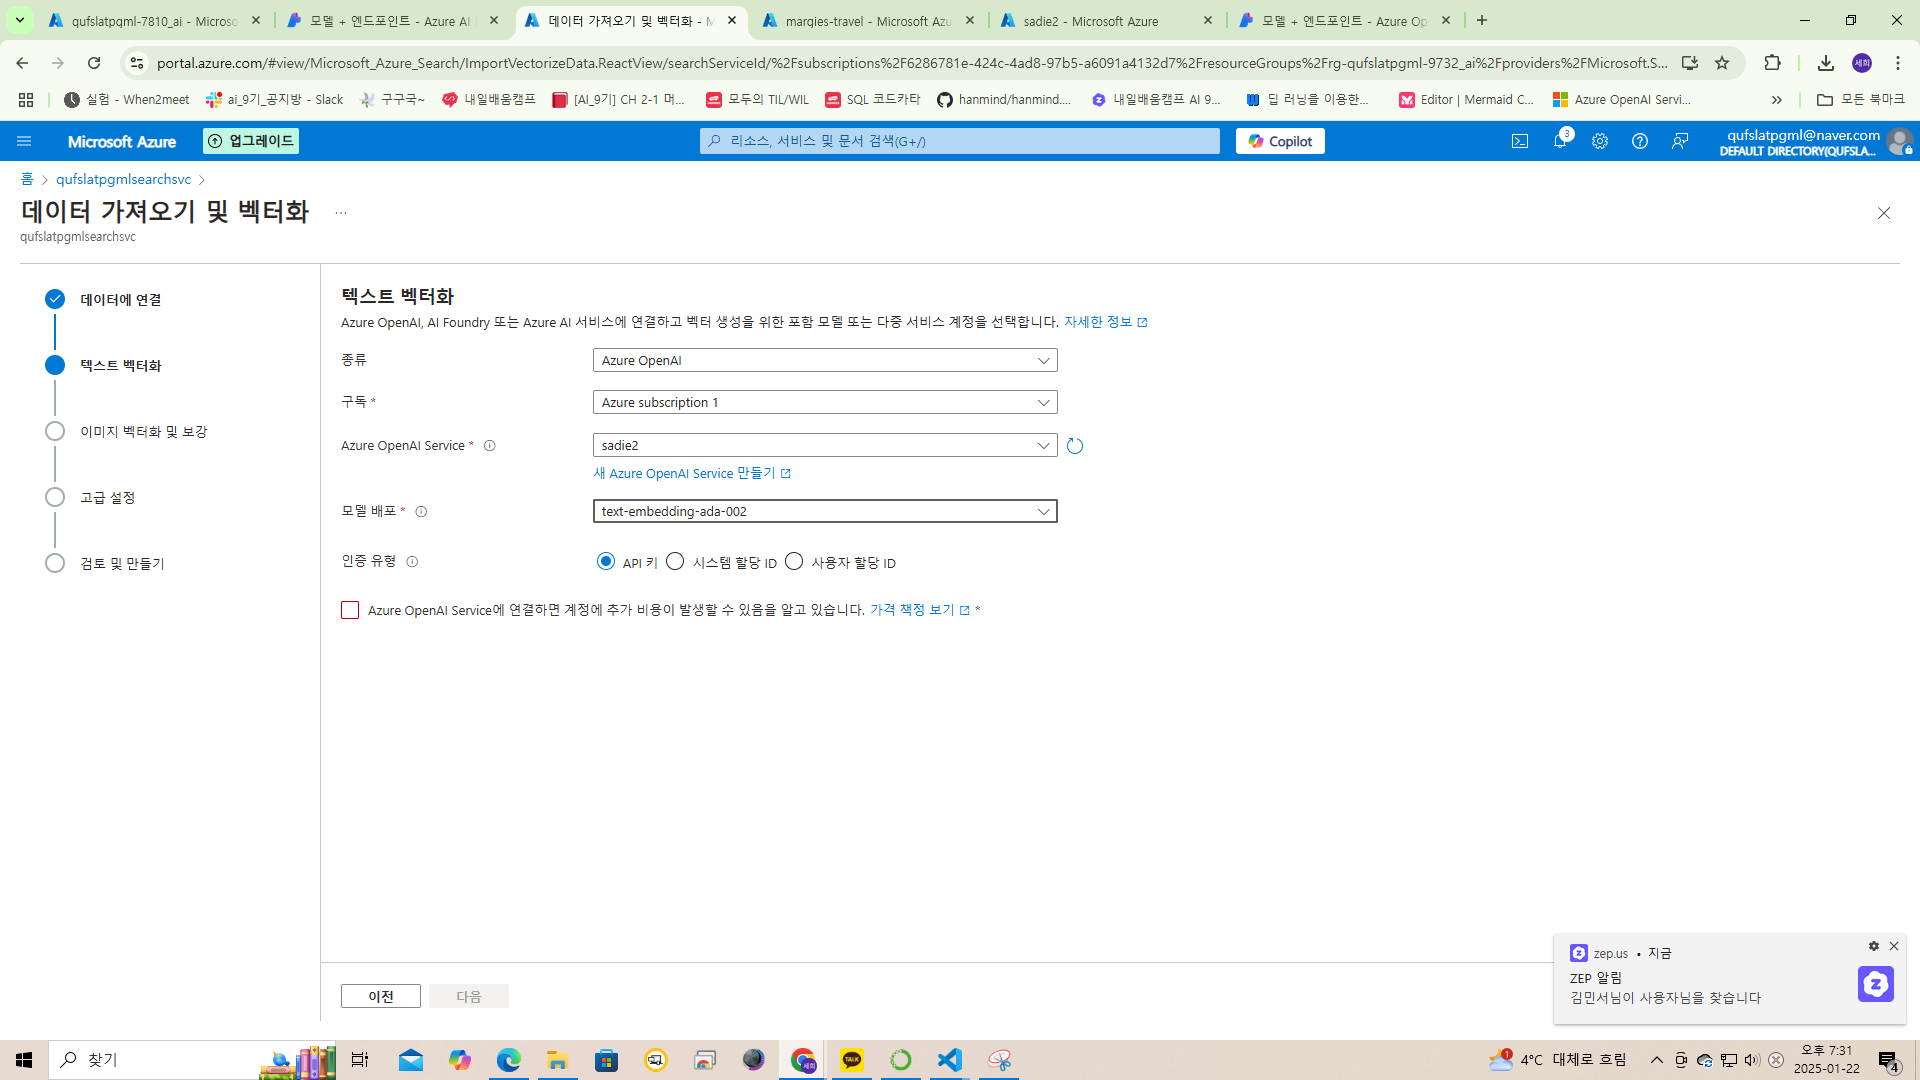 qufslatpgml-7810_ai - Microso
모델 + 엔드포인트 - Azure AI
데이터 가져오기 및 벡터화 - M
marqies-travel - Microsoft Azu
sadie2 - Microsoft Azure
모델 + 엔드포인트 - Azure Op
portal.azure.com/#view/Microsoft_Azure_Search/ImportVectorizeData.ReactView/searchServiceId/%2Fsubscriptions%2F6286781e-424c-4ad8-97b5-a6091a4132d7%2FresourceGroups%2Frg-qufslatpgml-9732_ai%2Fproviders%2FMicrosoft.S...
세희
실험 - When2meet
ai_9기_공지방 - Slack
구구국~
내일배움캠프
[AI_9기] CH 2-1 머...
모두의 TIL/WIL
SQL 코드카타
hanmind/hanmind....
내일배움캠프 AI 9...
딥 러닝을 이용한...
Editor | Mermaid C...
Azure OpenAI Servi...
모든 북마크
Microsoft Azure
업그레이드
리소스, 서비스 및 문서 검색(G+/)
Copilot
3
qufslatpgml@naver.com
DEFAULT DIRECTORY(QUFSLA...
홈 qufslatpgmlsearchsvc
데이터 가져오기 및 벡터화 ...
qufslatpgmlsearchsvc
데이터에 연결
텍스트 벡터화
이미지 벡터화 및 보강
고급 설정
검토 및 만들기
텍스트 벡터화
Azure OpenAI, AI Foundry 또는 Azure AI 서비스에 연결하고 벡터 생성을 위한 포함 모델 또는 다중 서비스 계정을 선택합니다. 자세한 정보
종류 Azure OpenAI
구독 * Azure subscription 1
Azure OpenAI Service * sadie2
새 Azure OpenAI Service 만들기
모델 배포 * text-embedding-ada-002
인증 유형 API 키 시스템 할당 ID 사용자 할당 ID
Azure OpenAI Service에 연결하면 계정에 추가 비용이 발생할 수 있음을 알고 있습니다. 가격 책정 보기 *
이전 다음
zep.us • 지금
ZEP 알림
김민서님이 사용자님을 찾습니다
찾기
세희
TALK
1
4°C 대체로 흐림
오후 7:31
2025-01-22
4